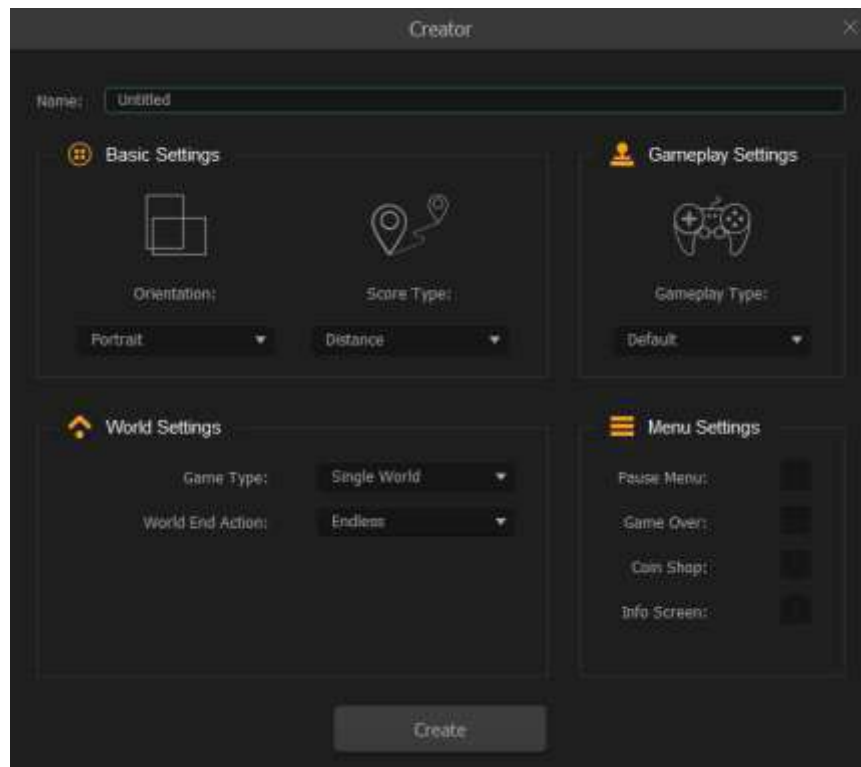 Creator
Name: Untitled
Basic Settings
Gameplay Settings
Orientation:
Score Type:
Gameplay Type:
Portrait
Distance
Default
World Settings
Menu Settings
Game Type: Single World
Pause Menu:
World End Action: Endless
Game Over:
Coin Shop:
Info Screen:
Create